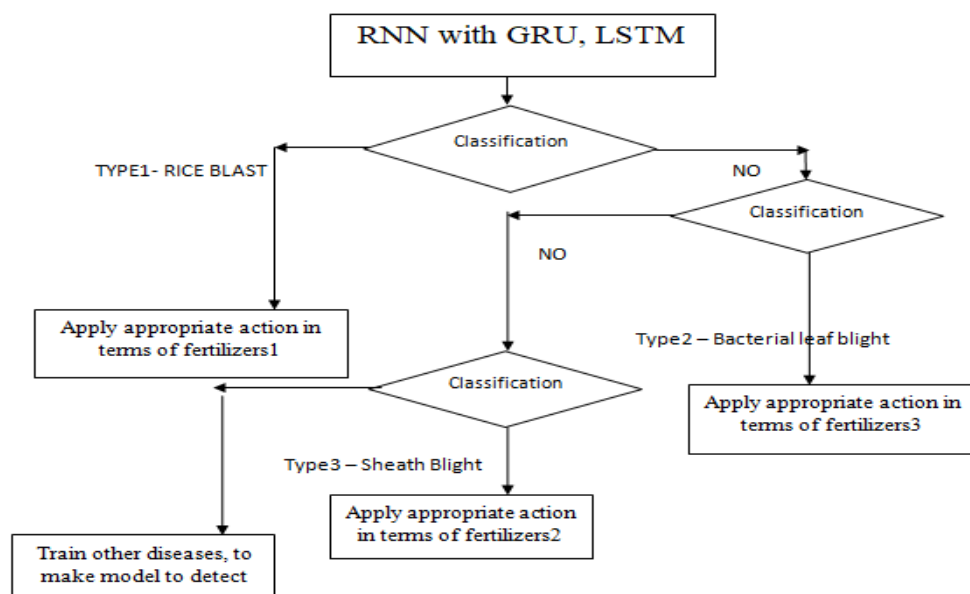 RNN with GRU, LSTM
Classification
TYPE1- RICE BLAST
NO
Classification
NO
Apply appropriate action in
terms of fertilizers1
Type2 – Bacterial leaf blight
Classification
Apply appropriate action in
terms of fertilizers3
Type3 – Sheath Blight
Apply appropriate action
in terms of fertilizers2
Train other diseases, to
make model to detect